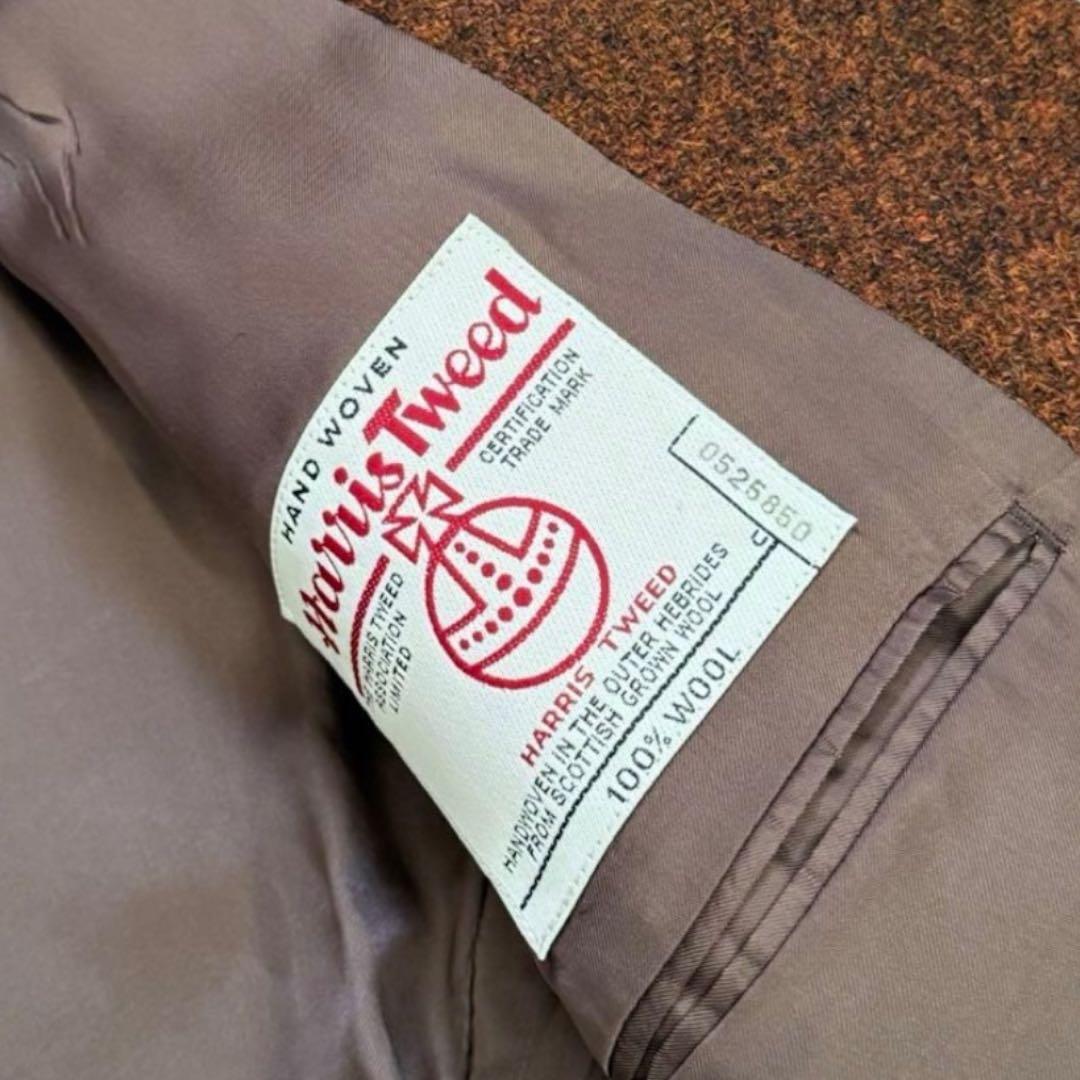 HAND WOVEN
Harris Tweed
CERTIFICATION
TRADE MARK
THE HARRIS TWEED
ASSOCIATION
LIMITED
0525850
HARRIS TWEED
HANDWOVEN IN THE OUTER HEBRIDES
FROM SCOTTISH GROWN WOOL
100% WOOL